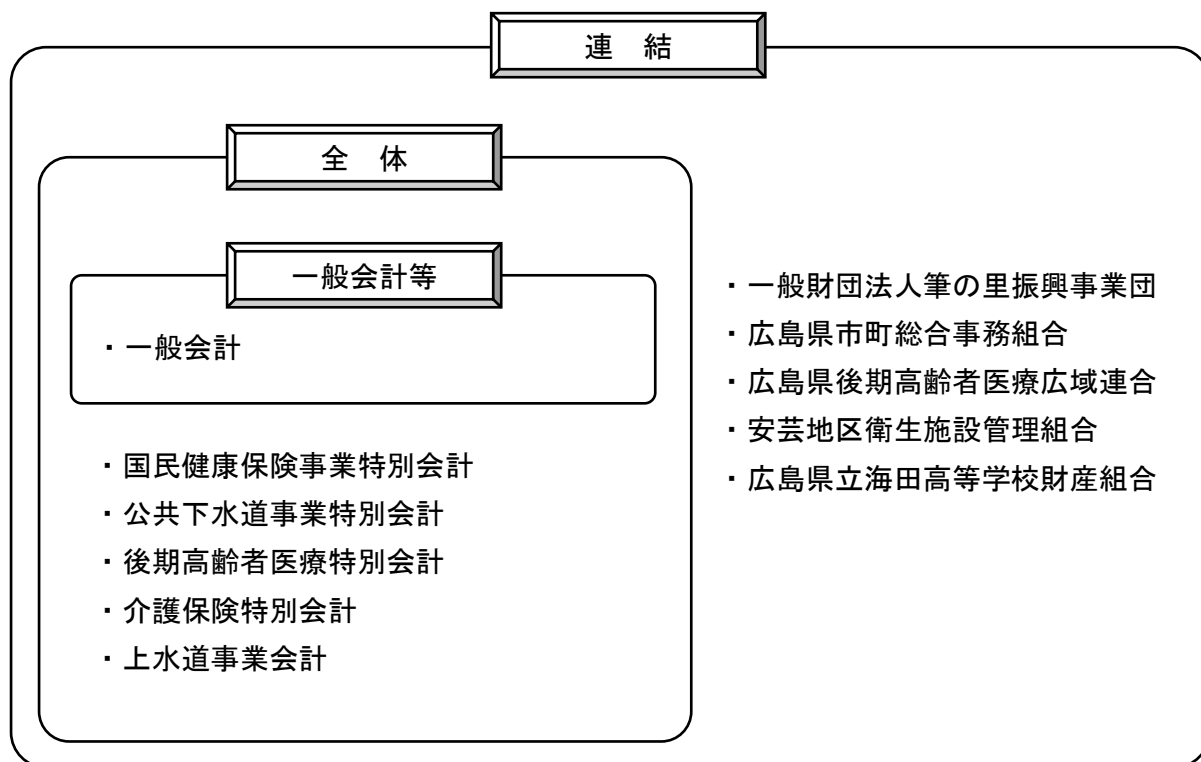 連　結
全　体
一般会計等
・一般会計
・国民健康保険事業特別会計
・公共下水道事業特別会計
・後期高齢者医療特別会計
・介護保険特別会計
・上水道事業会計
・一般財団法人筆の里振興事業団
・広島県市町総合事務組合
・広島県後期高齢者医療広域連合
・安芸地区衛生施設管理組合
・広島県立海田高等学校財産組合